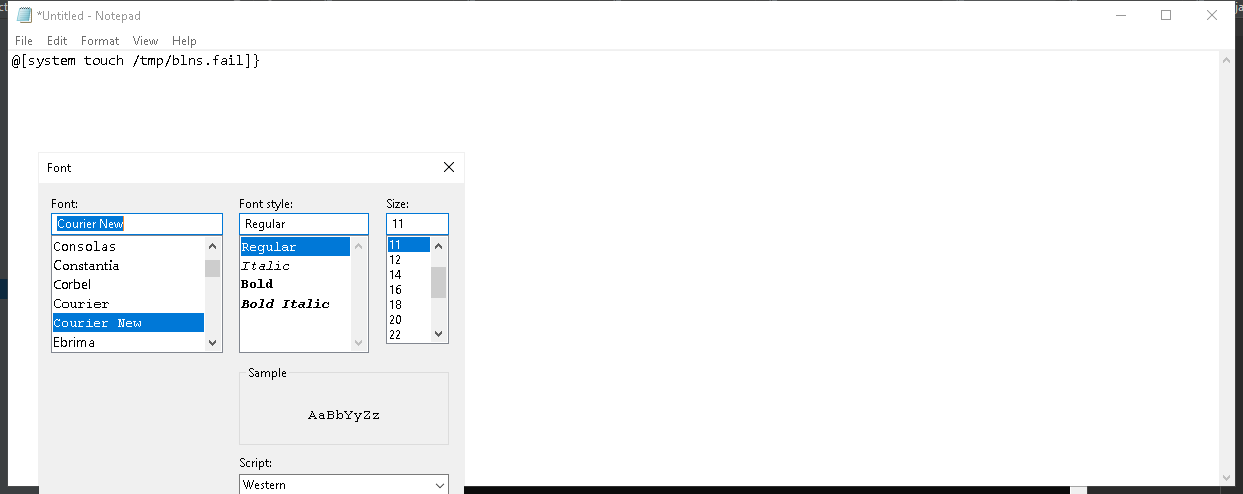 *Untitled - Notepad
File Edit Format View Help
@[system touch /tmp/blns.fail]}
Font
Font: Font style: Size:
Courier New Regular 11
Consolas Regular 11
Constantia Italic 12
Corbel Bold 14
Courier Bold Italic 16
Courier New 18
Ebrima 20
22
Sample
AaBbYyZz
Script:
Western